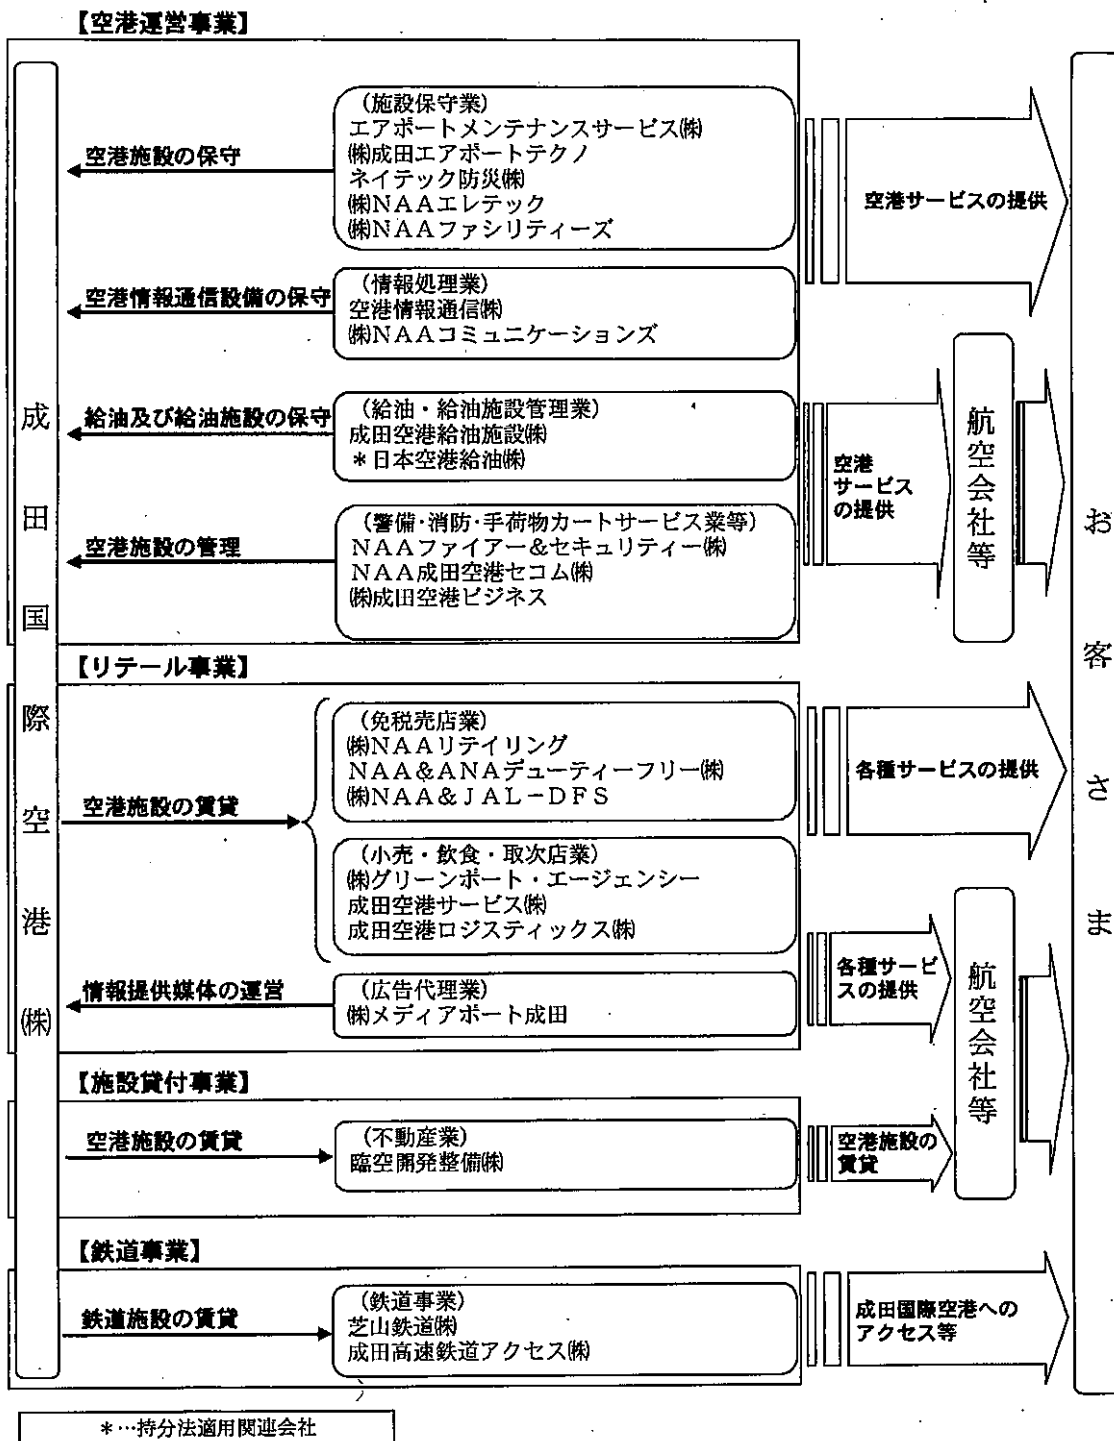 【空港運営事業】
成田国際空港㈱
空港施設の保守
(施設保守業)
エアポートメンテナンスサービス㈱
㈱成田エアポートテクノ
ネイテック防災㈱
㈱NAAエレテック
㈱NAAファシリティーズ
空港サービスの提供
空港情報通信設備の保守
(情報処理業)
空港情報通信㈱
㈱NAAコミュニケーションズ
給油及び給油施設の保守
(給油・給油施設管理業)
成田空港給油施設㈱
*日本空港給油㈱
空港
サービス
の提供
航空会社等
お客さま
空港施設の管理
(警備・消防・手荷物カートサービス業等)
NAAファイアー&セキュリティー㈱
NAA成田空港セコム㈱
㈱成田空港ビジネス
【リテール事業】
空港施設の賃貸
(免税売店業)
㈱NAAリテイリング
NAA&ANAデューティーフリー㈱
㈱NAA&JAL-DFS
各種サービスの提供
(小売・飲食・取次店業)
㈱グリーンポート・エージェンシー
成田空港サービス㈱
成田空港ロジスティックス㈱
情報提供媒体の運営
(広告代理業)
㈱メディアポート成田
各種サービ
スの提供
航空会社等
【施設貸付事業】
空港施設の賃貸
(不動産業)
臨空開発整備㈱
空港施設の
賃貸
【鉄道事業】
鉄道施設の賃貸
(鉄道事業)
芝山鉄道㈱
成田高速鉄道アクセス㈱
成田国際空港への
アクセス等
*…持分法適用関連会社